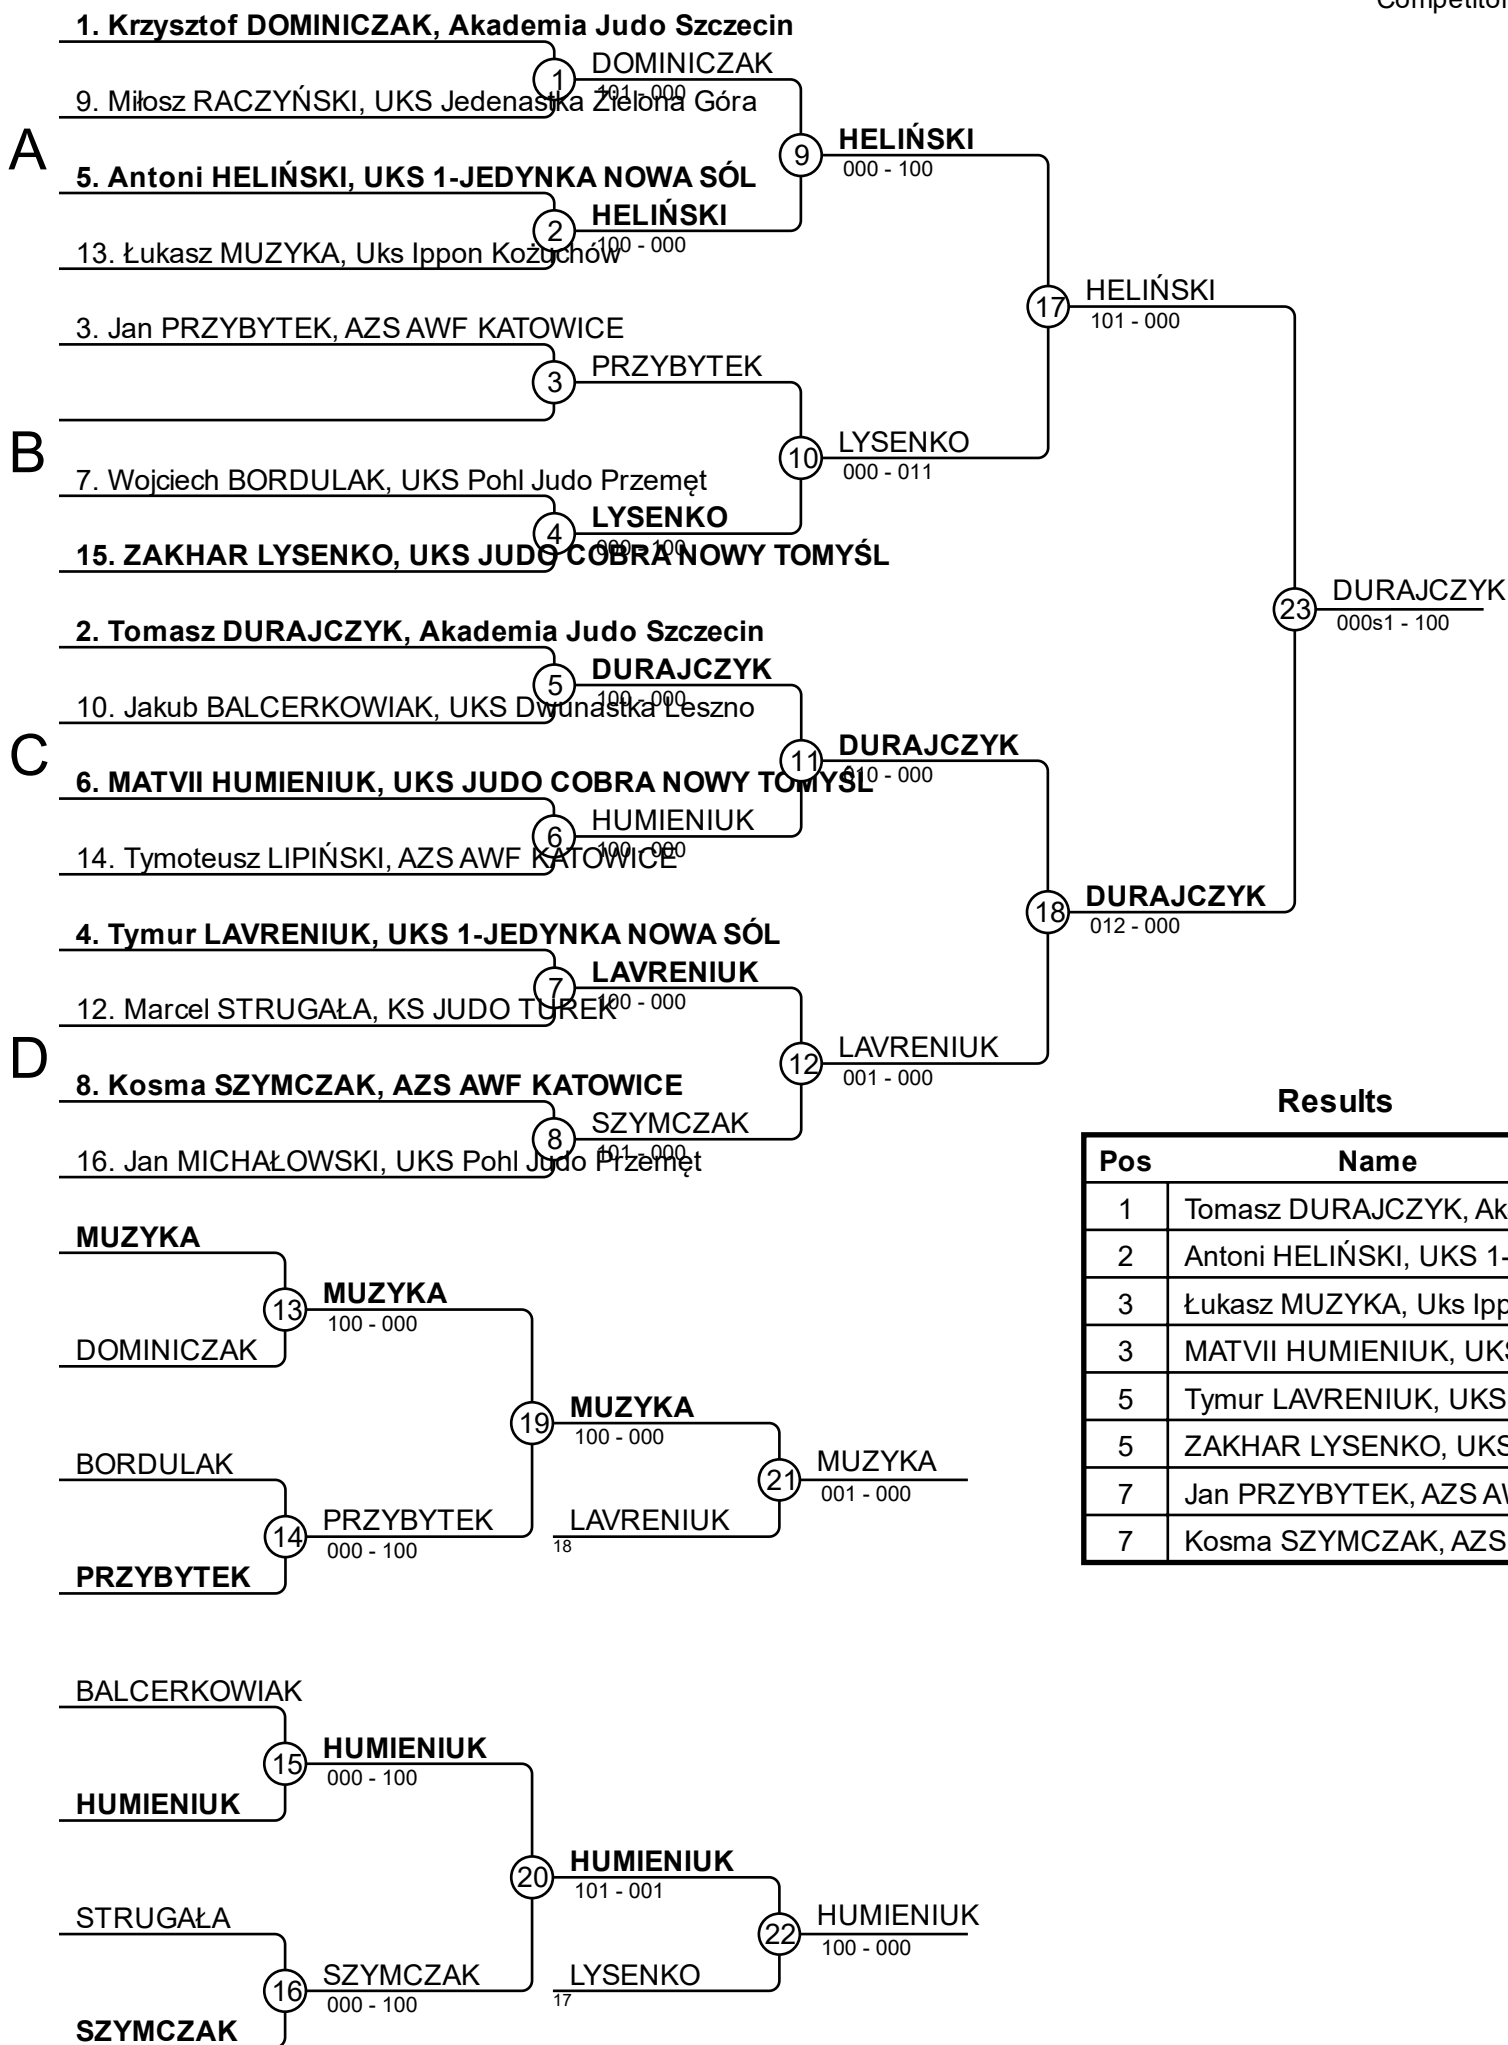 Competitor
1. Krzysztof DOMINICZAK, Akademia Judo Szczecin
1 DOMINICZAK
101 - 000
9. Miłosz RACZYŃSKI, UKS Jedenastka Zielona Góra
A
9 HELIŃSKI
000 - 100
5. Antoni HELIŃSKI, UKS 1-JEDYNKA NOWA SÓL
2 HELIŃSKI
100 - 000
13. Łukasz MUZYKA, Uks Ippon Kożuchów
17 HELIŃSKI
101 - 000
3. Jan PRZYBYTEK, AZS AWF KATOWICE
3 PRZYBYTEK
B
10 LYSENKO
000 - 011
7. Wojciech BORDULAK, UKS Pohl Judo Przemęt
4 LYSENKO
000 - 100
15. ZAKHAR LYSENKO, UKS JUDO COBRA NOWY TOMYŚL
23 DURAJCZYK
000s1 - 100
2. Tomasz DURAJCZYK, Akademia Judo Szczecin
5 DURAJCZYK
100 - 000
10. Jakub BALCERKOWIAK, UKS Dwunastka Leszno
C
11 DURAJCZYK
010 - 000
6. MATVII HUMIENIUK, UKS JUDO COBRA NOWY TOMYŚL
6 HUMIENIUK
100 - 000
14. Tymoteusz LIPIŃSKI, AZS AWF KATOWICE
18 DURAJCZYK
012 - 000
4. Tymur LAVRENIUK, UKS 1-JEDYNKA NOWA SÓL
7 LAVRENIUK
100 - 000
12. Marcel STRUGAŁA, KS JUDO TUREK
D
12 LAVRENIUK
001 - 000
8. Kosma SZYMCZAK, AZS AWF KATOWICE
8 SZYMCZAK
101 - 000
16. Jan MICHAŁOWSKI, UKS Pohl Judo Przemęt
Results
Pos Name
1 Tomasz DURAJCZYK, Ak
2 Antoni HELIŃSKI, UKS 1-
3 Łukasz MUZYKA, Uks Ipp
3 MATVII HUMIENIUK, UKS
5 Tymur LAVRENIUK, UKS
5 ZAKHAR LYSENKO, UKS
7 Jan PRZYBYTEK, AZS AW
7 Kosma SZYMCZAK, AZS
MUZYKA
13 MUZYKA
100 - 000
DOMINICZAK
19 MUZYKA
100 - 000
BORDULAK
14 PRZYBYTEK
000 - 100
PRZYBYTEK
21 MUZYKA
001 - 000
LAVRENIUK
18
BALCERKOWIAK
15 HUMIENIUK
000 - 100
HUMIENIUK
20 HUMIENIUK
101 - 001
STRUGAŁA
16 SZYMCZAK
000 - 100
SZYMCZAK
22 HUMIENIUK
100 - 000
LYSENKO
17